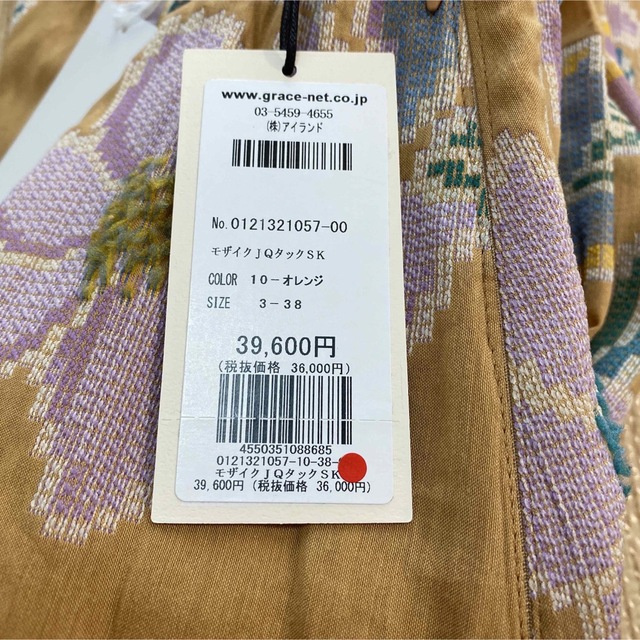 www.grace-net.co.jp
03-5459-4655
(株)アイランド
No.0121321057-00
モザイクJQタックSK
COLOR 10-オレンジ
SIZE 3-38
39,600円
(税抜価格 36,000円)
4550351088685
0121321057-10-38-
モザイクJQタックSK
39,600円 (税抜価格 36,000円)